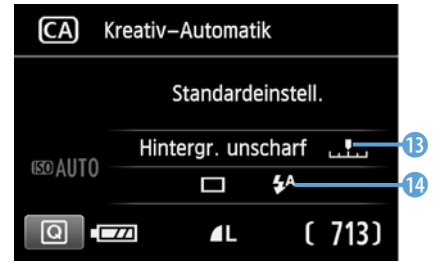 CA Kreativ-Automatik
Standardeinstell.
Hintergr. unscharf 13
ISO AUTO
A 14
Q L ( 713)